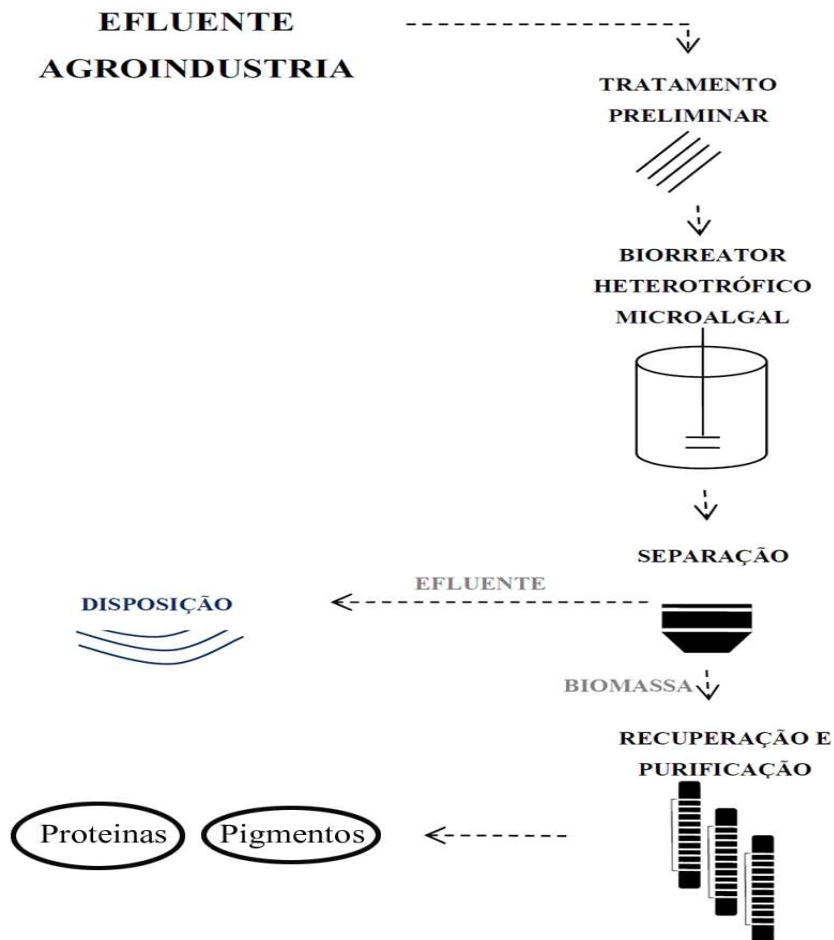 EFLUENTE
AGROINDUSTRIA
TRATAMENTO
PRELIMINAR
BIORREATOR
HETEROTRÓFICO
MICROALGAL
SEPARAÇÃO
EFLUENTE
DISPOSIÇÃO
BIOMASSA
RECUPERAÇÃO E
PURIFICAÇÃO
Proteinas
Pigmentos